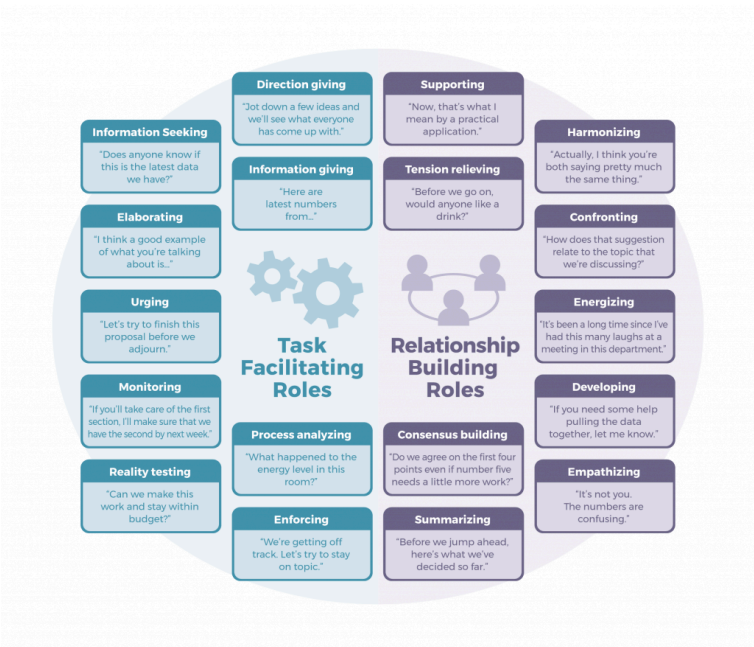 Direction giving
"Jot down a few ideas and
we'll see what everyone
has come up with."
Information Seeking
"Does anyone know if
this is the latest data
we have?"
Information giving
"Here are
latest numbers
from…"
Elaborating
"I think a good example
of what you're talking
about is…"
Urging
"Let's try to finish this
proposal before we
adjourn."
Task
Facilitating
Roles
Monitoring
"If you'll take care of the first
section, I'll make sure that we
have the second by next week."
Process analyzing
"What happened to the
energy level in this
room?"
Reality testing
"Can we make this
work and stay within
budget?"
Enforcing
"We're getting off
track. Let's try to stay
on topic."
Supporting
"Now, that's what I
mean by a practical
application."
Harmonizing
"Actually, I think you're
both saying pretty much
the same thing."
Tension relieving
"Before we go on,
would anyone like a
drink?"
Confronting
"How does that suggestion
relate to the topic that
we're discussing?"
Energizing
"It's been a long time since I've
had this many laughs at a
meeting in this department."
Relationship
Building
Roles
Developing
"If you need some help
pulling the data
together, let me know."
Consensus building
"Do we agree on the first four
points even if number five
needs a little more work?"
Empathizing
"It's not you.
The numbers are
confusing."
Summarizing
"Before we jump ahead,
here's what we've
decided so far."